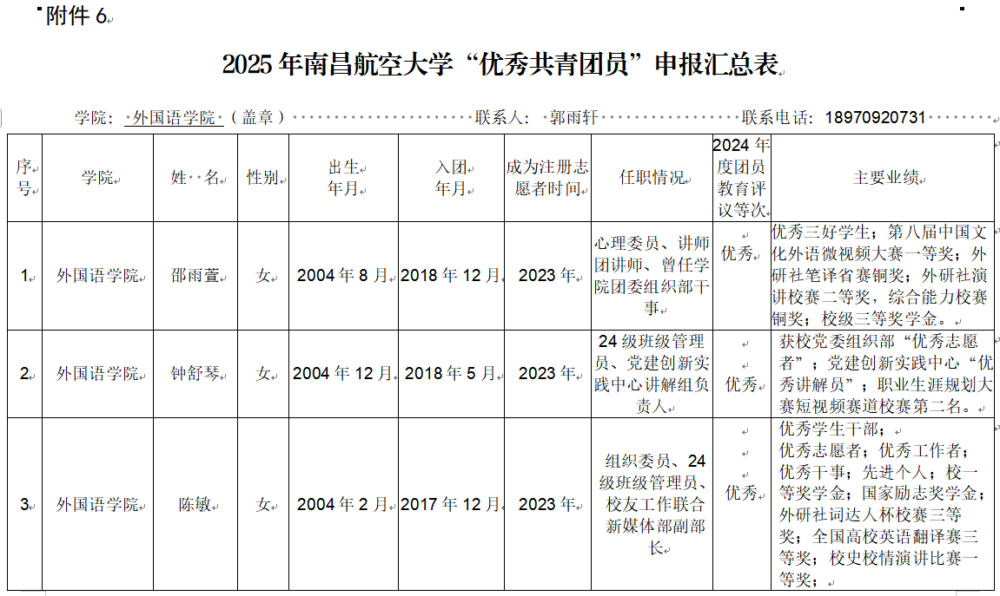 附件 6
2025 年南昌航空大学“优秀共青团员”申报汇总表
学院： 外国语学院 （盖章） 联系人： 郭雨轩 联系电话: 18970920731
序号 学院 姓 名 性别 出生年月 入团年月 成为注册志愿者时间 任职情况 2024 年度团员教育评议等次 主要业绩
1 外国语学院 邵雨萱 女 2004 年 8 月 2018 年 12 月 2023 年
心理委员、讲师
团讲师、曾任学
院团委组织部干
事
优秀
优秀三好学生；第八届中国文
化外语微视频大赛一等奖；外
研社笔译省赛铜奖；外研社演
讲校赛二等奖，综合能力校赛
铜奖；校级三等奖学金。
2 外国语学院 钟舒琴 女 2004 年 12 月 2018 年 5 月 2023 年
24 级班级管理
员、党建创新实
践中心讲解组负
责人
优秀
获校党委组织部“优秀志愿
者”；党建创新实践中心“优
秀讲解员”；职业生涯规划大
赛短视频赛道校赛第二名。
3 外国语学院 陈敏 女 2004 年 2 月 2017 年 12 月 2023 年
组织委员、24
级班级管理员、
校友工作联合
新媒体部副部
长
优秀
优秀学生干部；
优秀志愿者；优秀工作者；
优秀干事；先进个人；校一
等奖学金；国家励志奖学金；
外研社词达人杯校赛三等
奖；全国高校英语翻译赛三
等奖；校史校情演讲比赛一
等奖；